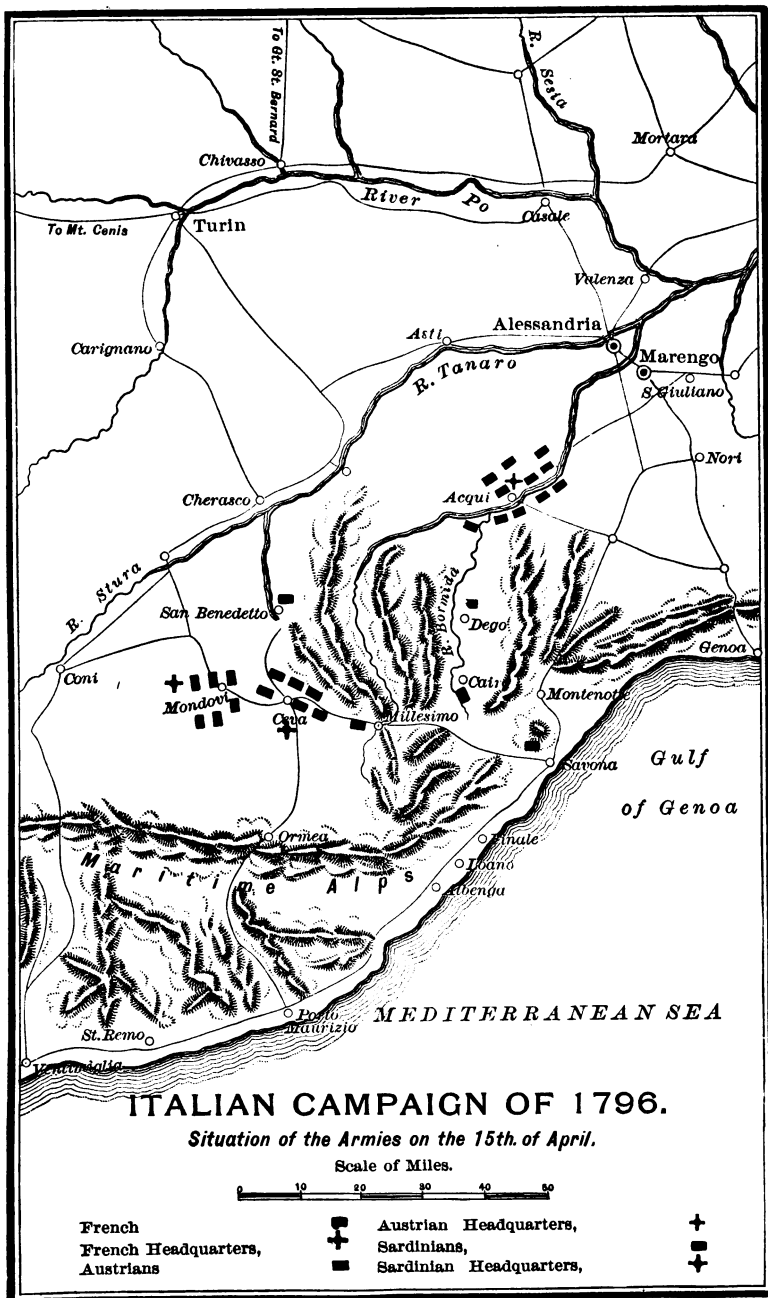 To Gt. St. Bernard
R. Sesia
Mortara
Chivasso
River Po
Casale
Turin
To Mt. Cenis
Valenza
Alessandria
Asti
Carignano
Marengo
R. Tanaro
S. Giuliano
Nori
Acqui
Cherasco
R. Stura
R. Bormida
San Benedetto
Dego
Genoa
Coni
Cairi
Mondovi
Montenotte
Ceva
Millesimo
Savona
Gulf
of Genoa
Ormea
Finale
Loano
Maritime Alps
Albenga
Porto
Maurizio
MEDITERRANEAN SEA
St. Remo
Ventimiglia
ITALIAN CAMPAIGN OF 1796.
Situation of the Armies on the 15th. of April.
Scale of Miles.
0 10 20 30 40 50
French
Austrian Headquarters,
French Headquarters,
Sardinians,
Austrians
Sardinian Headquarters,